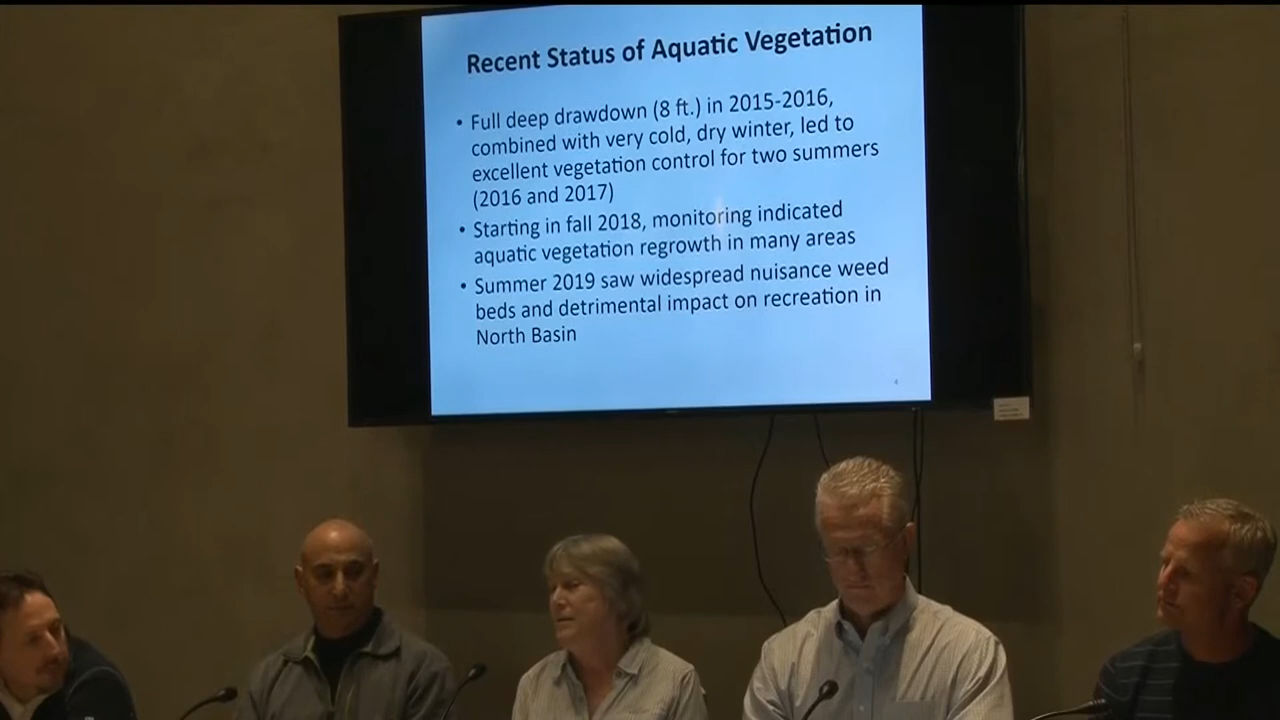 Recent Status of Aquatic Vegetation
• Full deep drawdown (8 ft.) in 2015-2016,
combined with very cold, dry winter, led to
excellent vegetation control for two summers
(2016 and 2017)
• Starting in fall 2018, monitoring indicated
aquatic vegetation regrowth in many areas
• Summer 2019 saw widespread nuisance weed
beds and detrimental impact on recreation in
North Basin
4